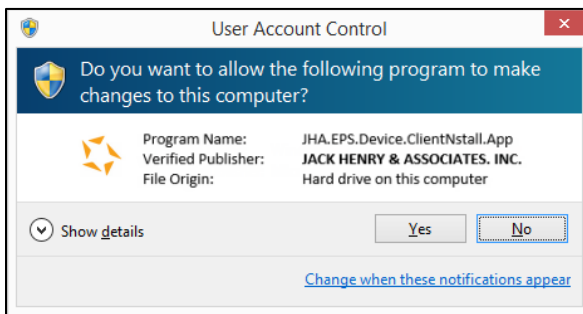 User Account Control
Do you want to allow the following program to make
changes to this computer?
Program Name: JHA.EPS.Device.ClientNstall.App
Verified Publisher: JACK HENRY & ASSOCIATES. INC.
File Origin: Hard drive on this computer
Show details Yes No
Change when these notifications appear